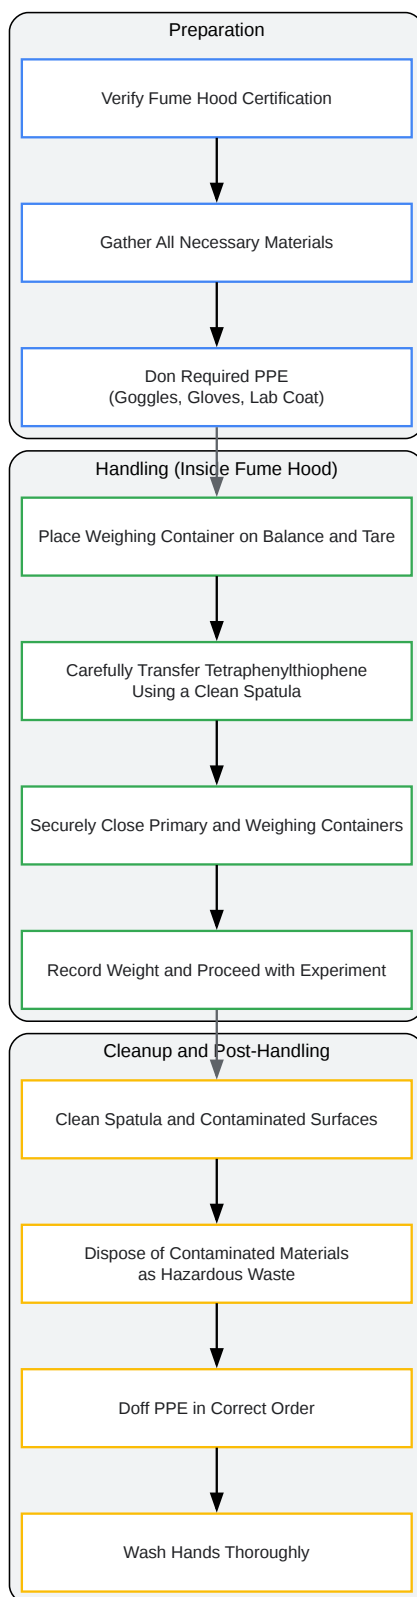 Preparation
Verify Fume Hood Certification
Gather All Necessary Materials
Don Required PPE
(Goggles, Gloves, Lab Coat)
Handling (Inside Fume Hood)
Place Weighing Container on Balance and Tare
Carefully Transfer Tetraphenylthiophene
Using a Clean Spatula
Securely Close Primary and Weighing Containers
Record Weight and Proceed with Experiment
Cleanup and Post-Handling
Clean Spatula and Contaminated Surfaces
Dispose of Contaminated Materials
as Hazardous Waste
Doff PPE in Correct Order
Wash Hands Thoroughly